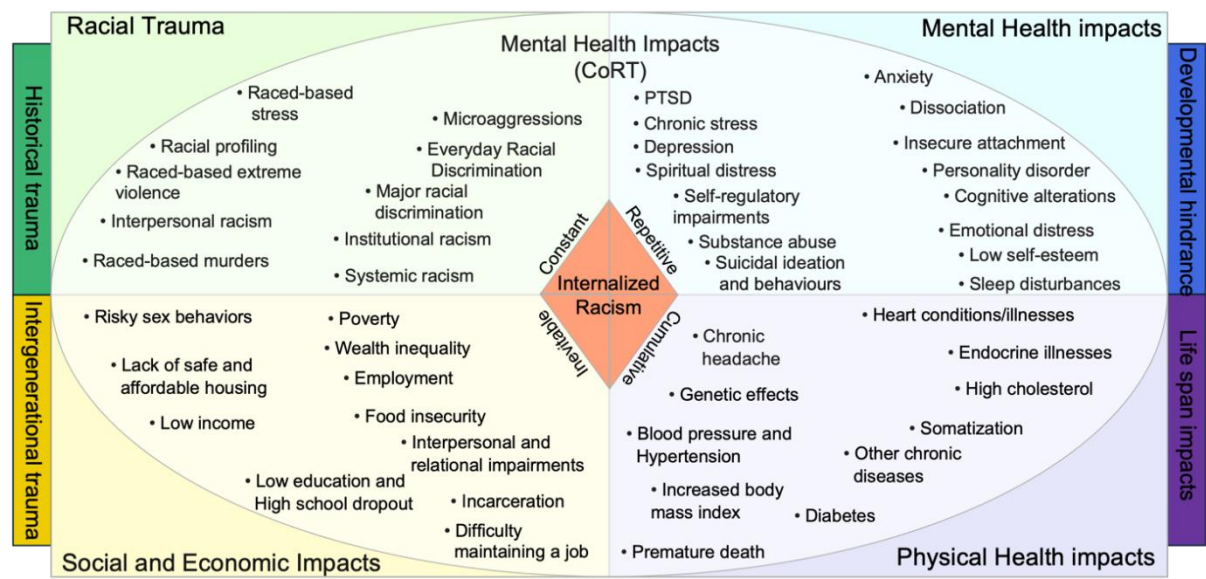 Racial Trauma
Mental Health Impacts
(CoRT)
Mental Health impacts
Historical trauma
• Raced-based
stress
• Microaggressions
• Racial profiling
• Everyday Racial
Discrimination
• Raced-based extreme
violence
• Major racial
discrimination
• Interpersonal racism
• Institutional racism
• Raced-based murders
• Systemic racism
• PTSD
• Chronic stress
• Depression
• Spiritual distress
• Self-regulatory
impairments
• Substance abuse
• Suicidal ideation
and behaviours
• Anxiety
• Dissociation
• Insecure attachment
• Personality disorder
• Cognitive alterations
• Emotional distress
• Low self-esteem
• Sleep disturbances
Developmental hindrance
Constant
Repetitive
Internalized
Racism
Inevitable
Cumulative
Intergenerational trauma
• Risky sex behaviors
• Poverty
• Wealth inequality
• Lack of safe and
affordable housing
• Employment
• Low income
• Food insecurity
• Interpersonal and
relational impairments
• Low education and
High school dropout
• Incarceration
• Difficulty
maintaining a job
Social and Economic Impacts
• Chronic
headache
• Genetic effects
• Blood pressure and
Hypertension
• Increased body
mass index
• Premature death
• Heart conditions/illnesses
• Endocrine illnesses
• High cholesterol
• Somatization
• Other chronic
diseases
• Diabetes
Physical Health impacts
Life span impacts